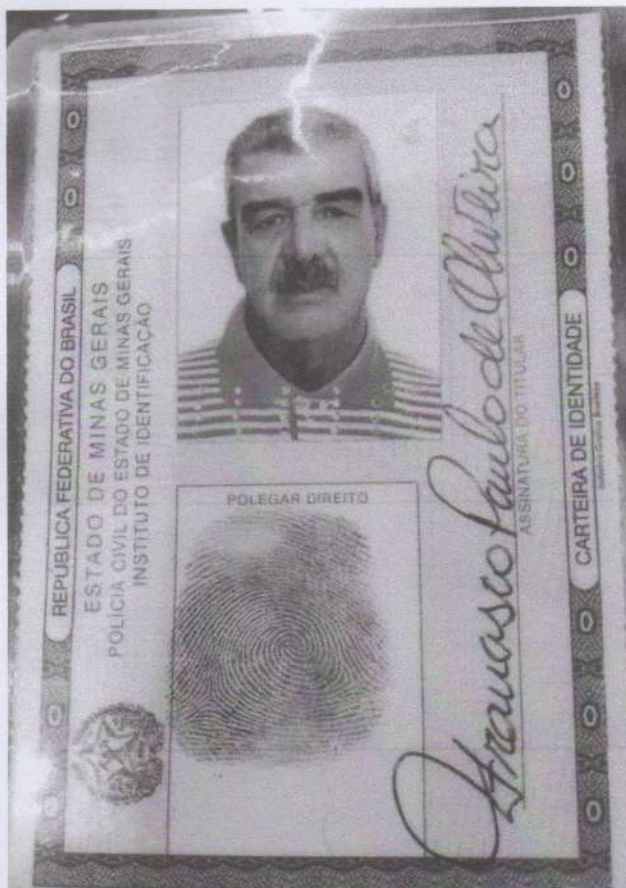 REPÚBLICA FEDERATIVA DO BRASIL
ESTADO DE MINAS GERAIS
POLÍCIA CIVIL DO ESTADO DE MINAS GERAIS
INSTITUTO DE IDENTIFICAÇÃO
POLEGAR DIREITO
Francisco Paulo de Oliveira
ASSINATURA DO TITULAR
CARTEIRA DE IDENTIDADE